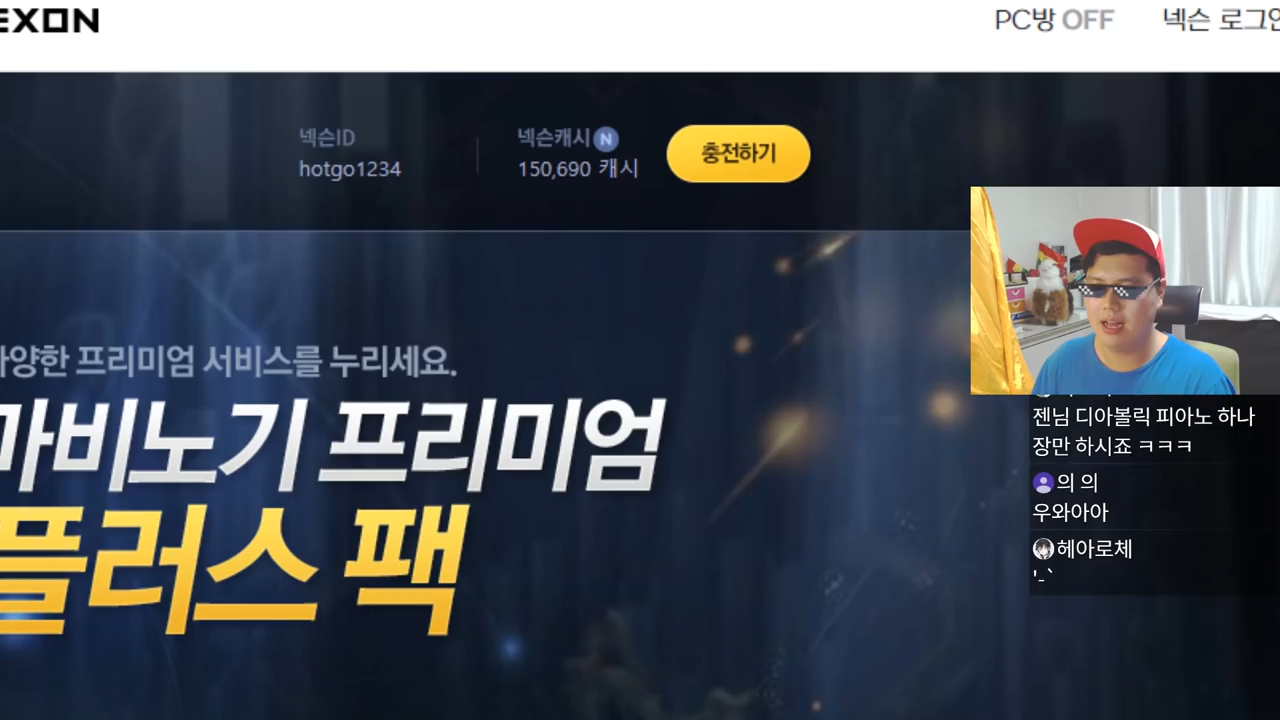 EXON
PC방 OFF 넥슨 로그인
넥슨ID
hotgo1234
넥슨캐시 N
150,690 캐시
충전하기
다양한 프리미엄 서비스를 누리세요.
마비노기 프리미엄
플러스 팩
젠님 디아볼릭 피아노 하나
장만 하시죠 ㅋㅋㅋ
의 의
우와아아
헤아로체
'-`